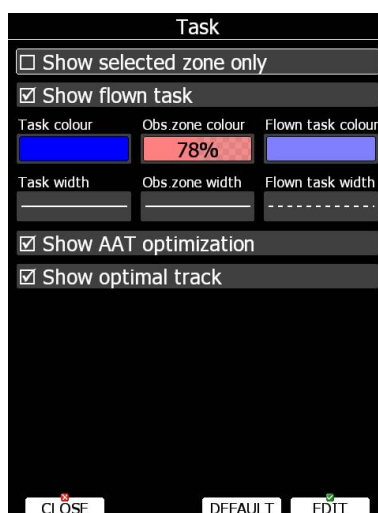 Task
Show selected zone only
Show flown task
Task colour Obs.zone colour Flown task colour
78%
Task width Obs.zone width Flown task width
Show AAT optimization
Show optimal track
CLOSE DEFAULT EDIT